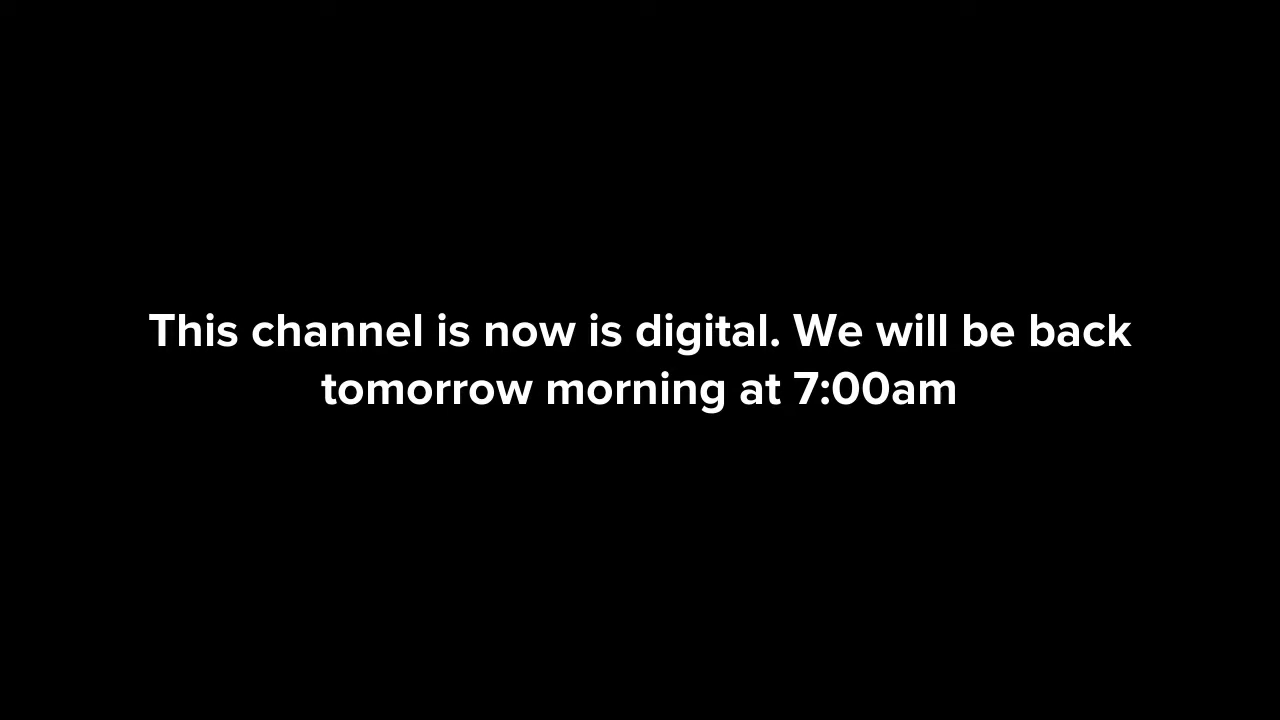 This channel is now is digital. We will be back
tomorrow morning at 7:00am